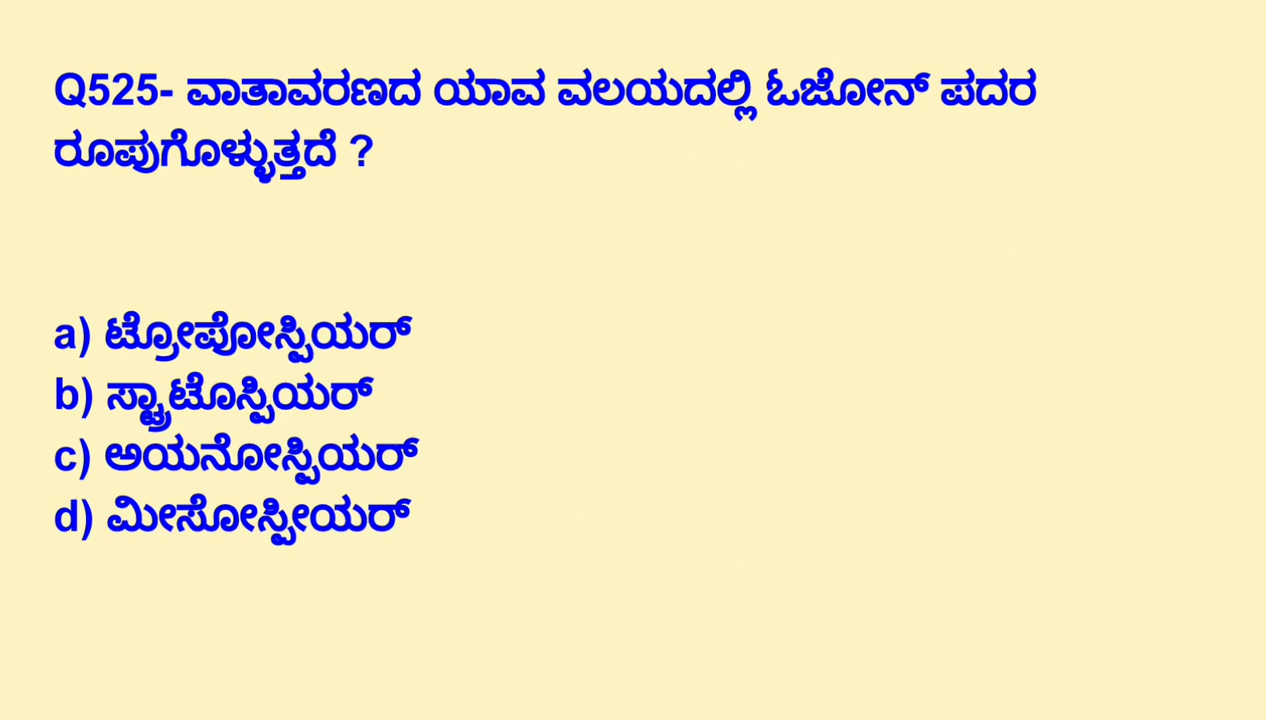 Q525- ವಾತಾವರಣದ ಯಾವ ವಲಯದಲ್ಲಿ ಓಜೋನ್ ಪದರ
ರೂಪುಗೊಳ್ಳುತ್ತದೆ ?
a) ಟ್ರೋಪೋಸ್ಪಿಯರ್
b) ಸ್ಟ್ರಾಟೊಸ್ಪಿಯರ್
c) ಅಯನೋಸ್ಪಿಯರ್
d) ಮೀಸೋಸ್ಪೀಯರ್